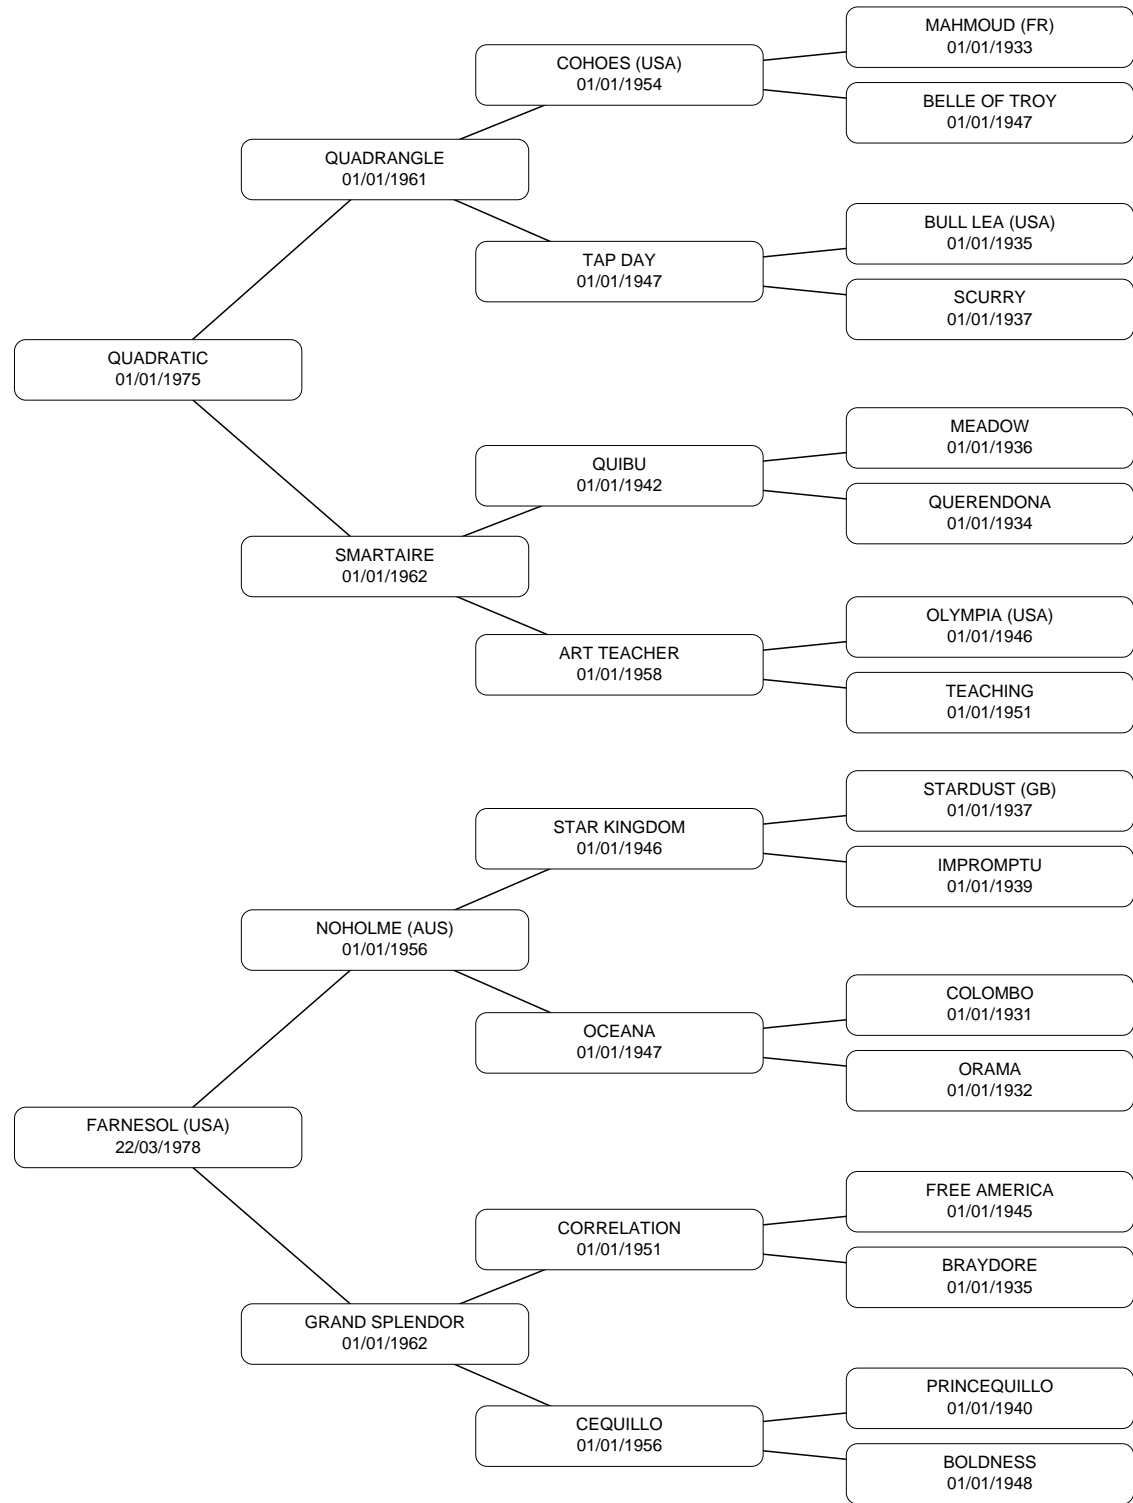 MAHMOUD (FR)
01/01/1933
COHOES (USA)
01/01/1954
BELLE OF TROY
01/01/1947
QUADRANGLE
01/01/1961
BULL LEA (USA)
01/01/1935
TAP DAY
01/01/1947
SCURRY
01/01/1937
QUADRATIC
01/01/1975
MEADOW
01/01/1936
QUIBU
01/01/1942
QUERENDONA
01/01/1934
SMARTAIRE
01/01/1962
OLYMPIA (USA)
01/01/1946
ART TEACHER
01/01/1958
TEACHING
01/01/1951
STARDUST (GB)
01/01/1937
STAR KINGDOM
01/01/1946
IMPROMPTU
01/01/1939
NOHOLME (AUS)
01/01/1956
COLOMBO
01/01/1931
OCEANA
01/01/1947
ORAMA
01/01/1932
FARNESOL (USA)
22/03/1978
FREE AMERICA
01/01/1945
CORRELATION
01/01/1951
BRAYDORE
01/01/1935
GRAND SPLENDOR
01/01/1962
PRINCEQUILLO
01/01/1940
CEQUILLO
01/01/1956
BOLDNESS
01/01/1948